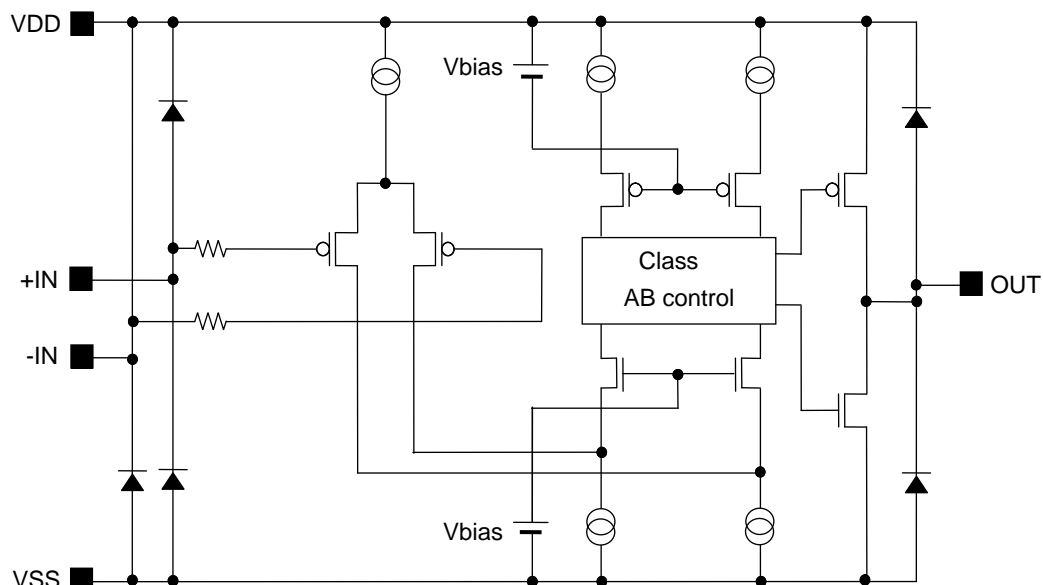 VDD
Vbias
+IN
Class
AB control
OUT
-IN
Vbias
VSS